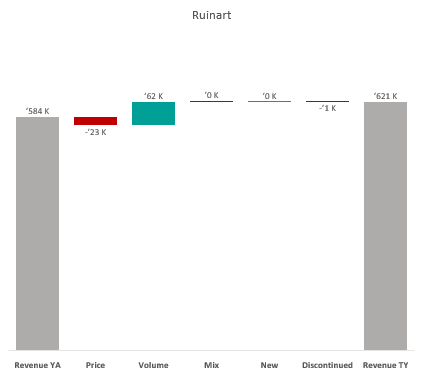 Ruinart
'62 K
'0 K
'0 K
'621 K
'584 K
-'1 K
-'23 K
Revenue YA
Price
Volume
Mix
New
Discontinued
Revenue TY